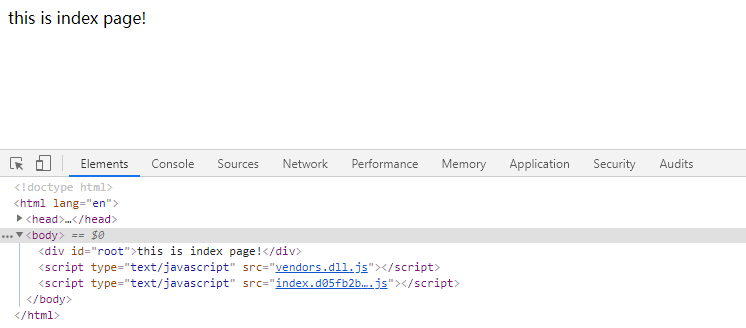 this is index page!
Elements Console Sources Network Performance Memory Application Security Audits
<!doctype html>
<html lang="en">
<head>…</head>
… <body> == $0
<div id="root">this is index page!</div>
<script type="text/javascript" src="vendors.dll.js"></script>
<script type="text/javascript" src="index.d05fb2b….js"></script>
</body>
</html>